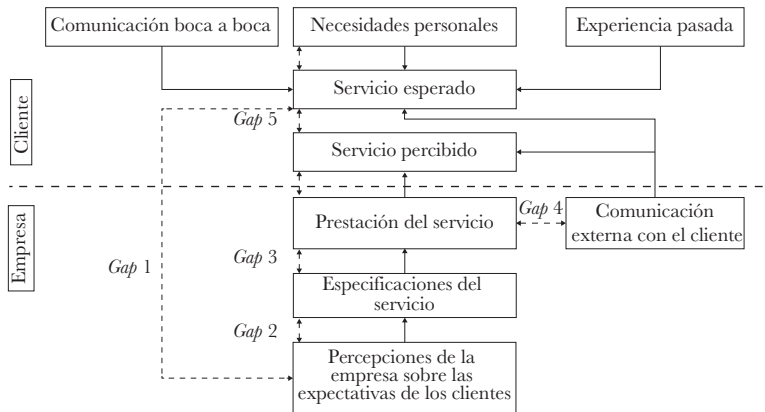 Comunicación boca a boca
Necesidades personales
Experiencia pasada
Servicio esperado
Cliente
Gap 5
Servicio percibido
Empresa
Prestación del servicio
Gap 4
Comunicación
externa con el cliente
Gap 1
Gap 3
Especificaciones del
servicio
Gap 2
Percepciones de la
empresa sobre las
expectativas de los clientes